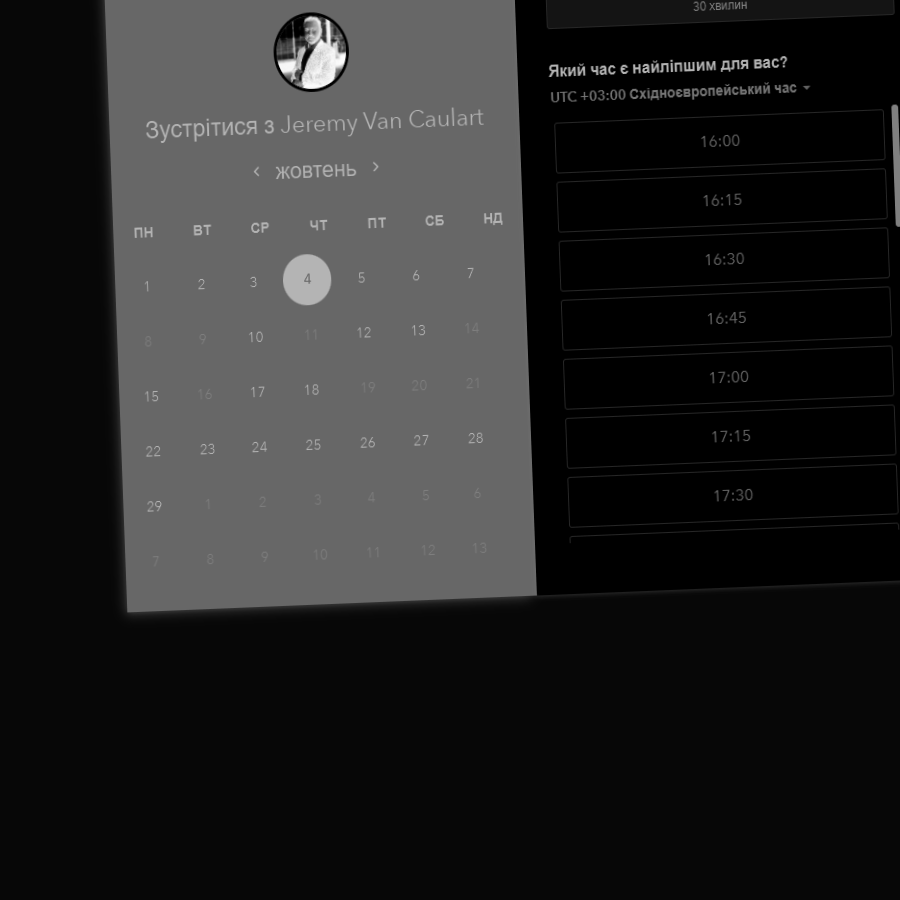 Зустрітися з Jeremy Van Caulart
‹ жовтень ›
ПН ВТ СР ЧТ ПТ СБ НД
1 2 3 4 5 6 7
8 9 10 11 12 13 14
15 16 17 18 19 20 21
22 23 24 25 26 27 28
29 1 2 3 4 5 6
7 8 9 10 11 12 13
30 хвилин
Який час є найліпшим для вас?
UTC +03:00 Східноєвропейський час
16:00
16:15
16:30
16:45
17:00
17:15
17:30